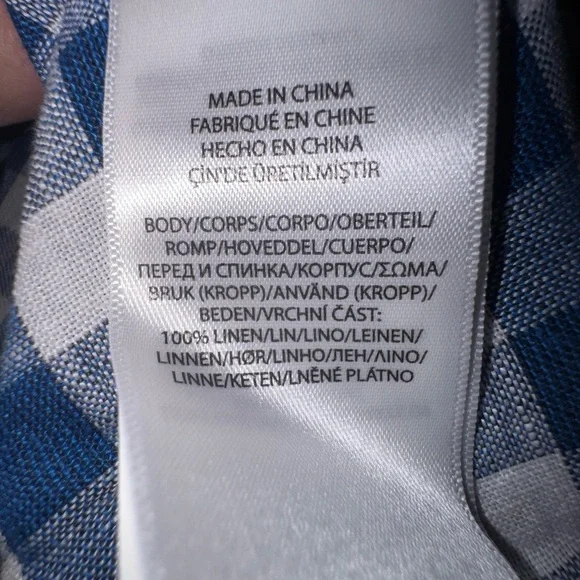 MADE IN CHINA
FABRIQUÉ EN CHINE
HECHO EN CHINA
ÇİN'DE ÜRETİLMİŞTİR
BODY/CORPS/CORPO/OBERTEIL/
ROMP/HOVEDDEL/CUERPO/
ПЕРЕД И СПИНКА/КОРПУС/ΣΩΜΑ/
BRUK (KROPP)/ANVÄND (KROPP)/
BEDEN/VRCHNÍ ČÁST:
100% LINEN/LIN/LINO/LEINEN/
LINNEN/HØR/LINHO/ЛЕН/ΛΙΝΟ/
LINNE/KETEN/LNĚNÉ PLÁTNO